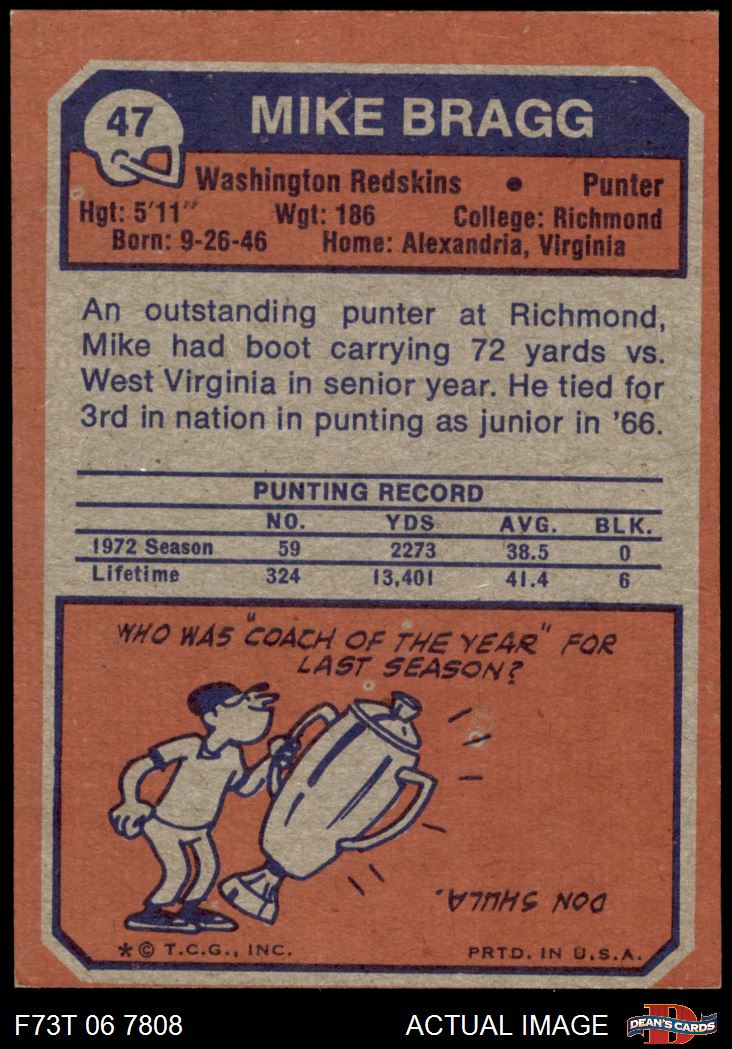 47
MIKE BRAGG
Washington Redskins • Punter
Hgt: 5'11" Wgt: 186 College: Richmond
Born: 9-26-46 Home: Alexandria, Virginia
An outstanding punter at Richmond,
Mike had boot carrying 72 yards vs.
West Virginia in senior year. He tied for
3rd in nation in punting as junior in '66.
PUNTING RECORD
NO. YDS AVG. BLK.
1972 Season 59 2273 38.5 0
Lifetime 324 13,401 41.4 6
WHO WAS "COACH OF THE YEAR" FOR
LAST SEASON?
DON SHULA.
* © T.C.G., INC. PRTD. IN U.S.A.
F73T 06 7808 ACTUAL IMAGE DEAN'S CARDS